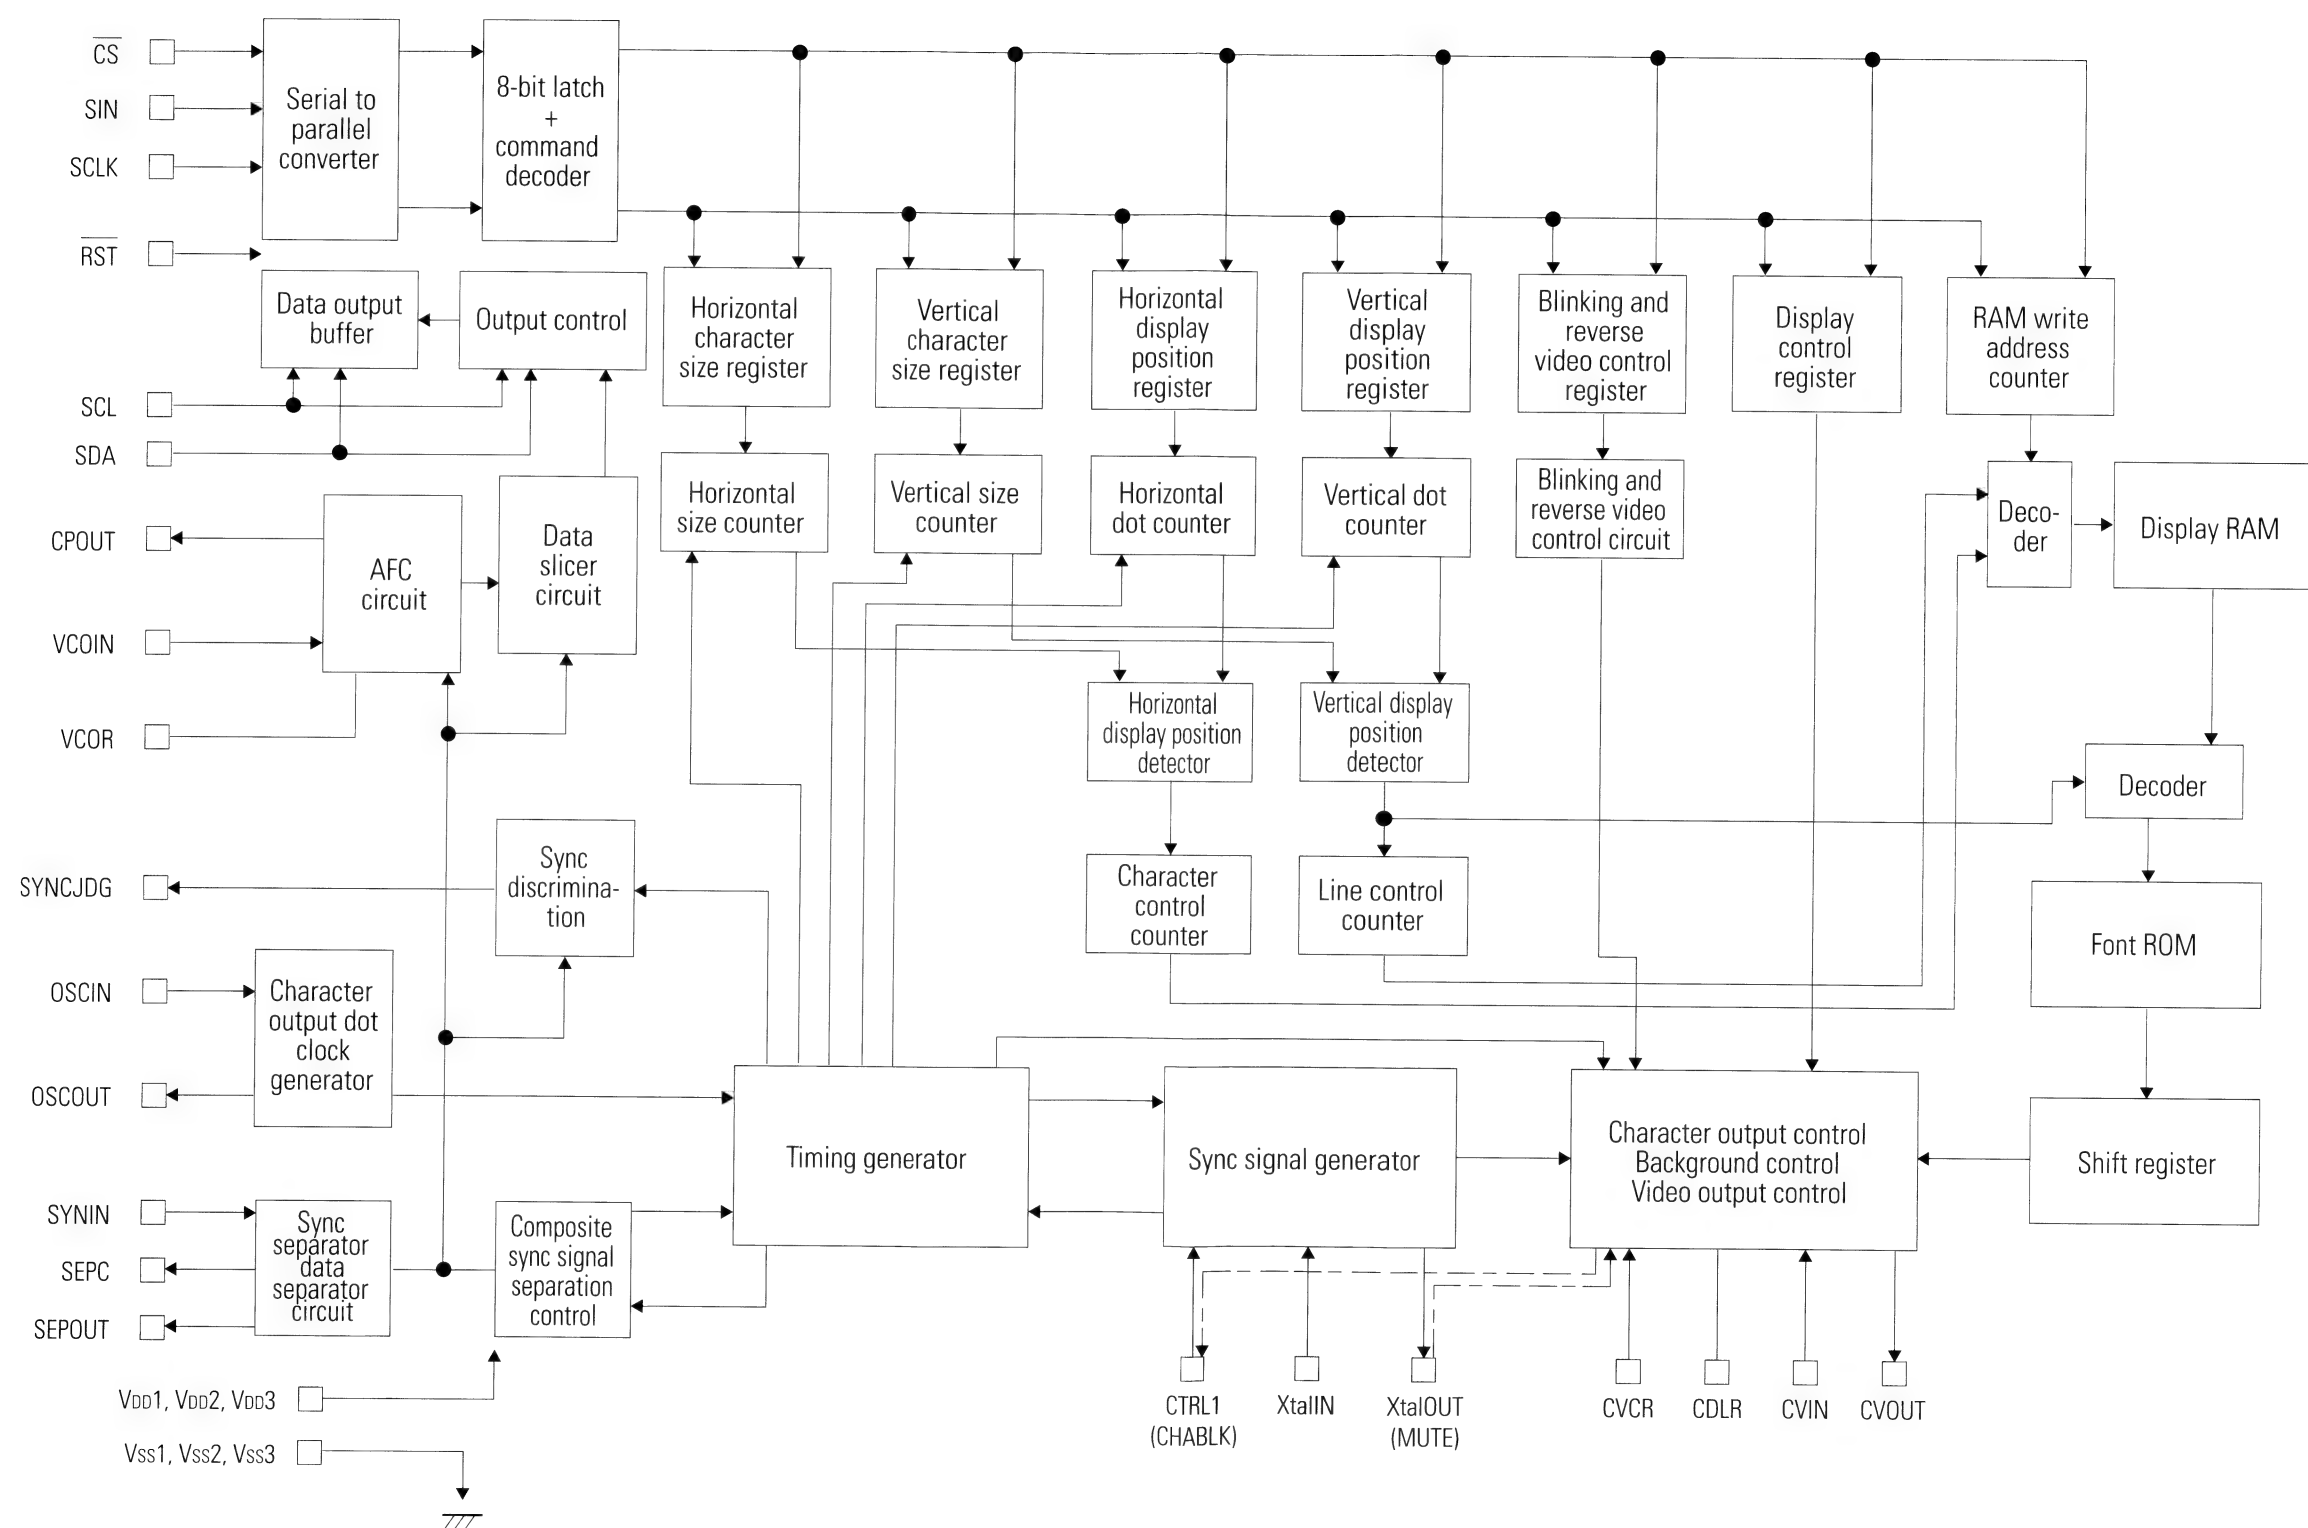 CS
SIN
SCLK
RST
SCL
SDA
CPOUT
VCOIN
VCOR
SYNCJDG
OSCIN
OSCOUT
SYNIN
SEPC
SEPOUT
VDD1, VDD2, VDD3
VSS1, VSS2, VSS3
Serial to
parallel
converter
8-bit latch
+
command
decoder
Data output
buffer
Output control
Horizontal
character
size register
Vertical
character
size register
Horizontal
display
position
register
Vertical
display
position
register
Blinking and
reverse
video control
register
Display
control
register
RAM write
address
counter
AFC
circuit
Data
slicer
circuit
Horizontal
size counter
Vertical size
counter
Horizontal
dot counter
Vertical dot
counter
Blinking and
reverse video
control circuit
Deco-
der
Display RAM
Horizontal
display position
detector
Vertical display
position
detector
Decoder
Sync
discrimina-
tion
Character
control
counter
Line control
counter
Font ROM
Character
output dot
clock
generator
Timing generator
Sync signal generator
Character output control
Background control
Video output control
Shift register
Sync
separator
data
separator
circuit
Composite
sync signal
separation
control
CTRL1
(CHABLK)
XtalIN
XtalOUT
(MUTE)
CVCR
CDLR
CVIN
CVOUT